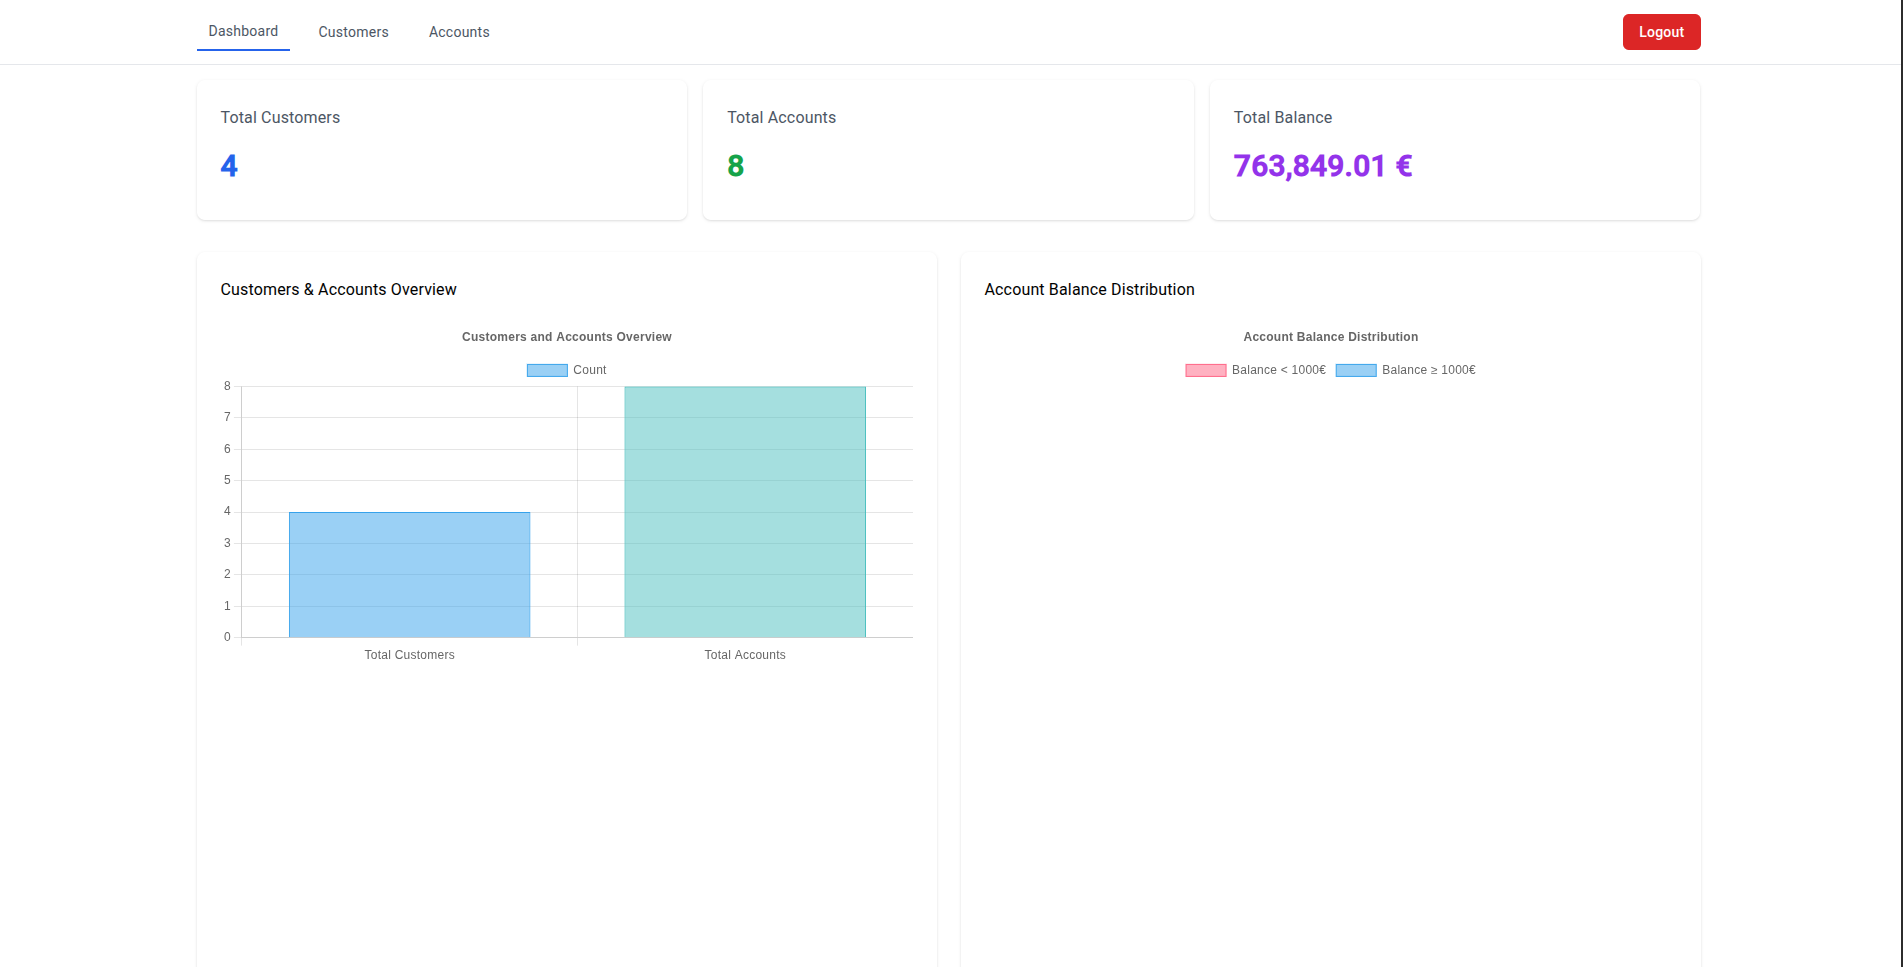 Dashboard Customers Accounts Logout
Total Customers
4
Total Accounts
8
Total Balance
763,849.01 €
Customers & Accounts Overview
Customers and Accounts Overview
Count
8
7
6
5
4
3
2
1
0
Total Customers Total Accounts
Account Balance Distribution
Account Balance Distribution
Balance < 1000€ Balance ≥ 1000€